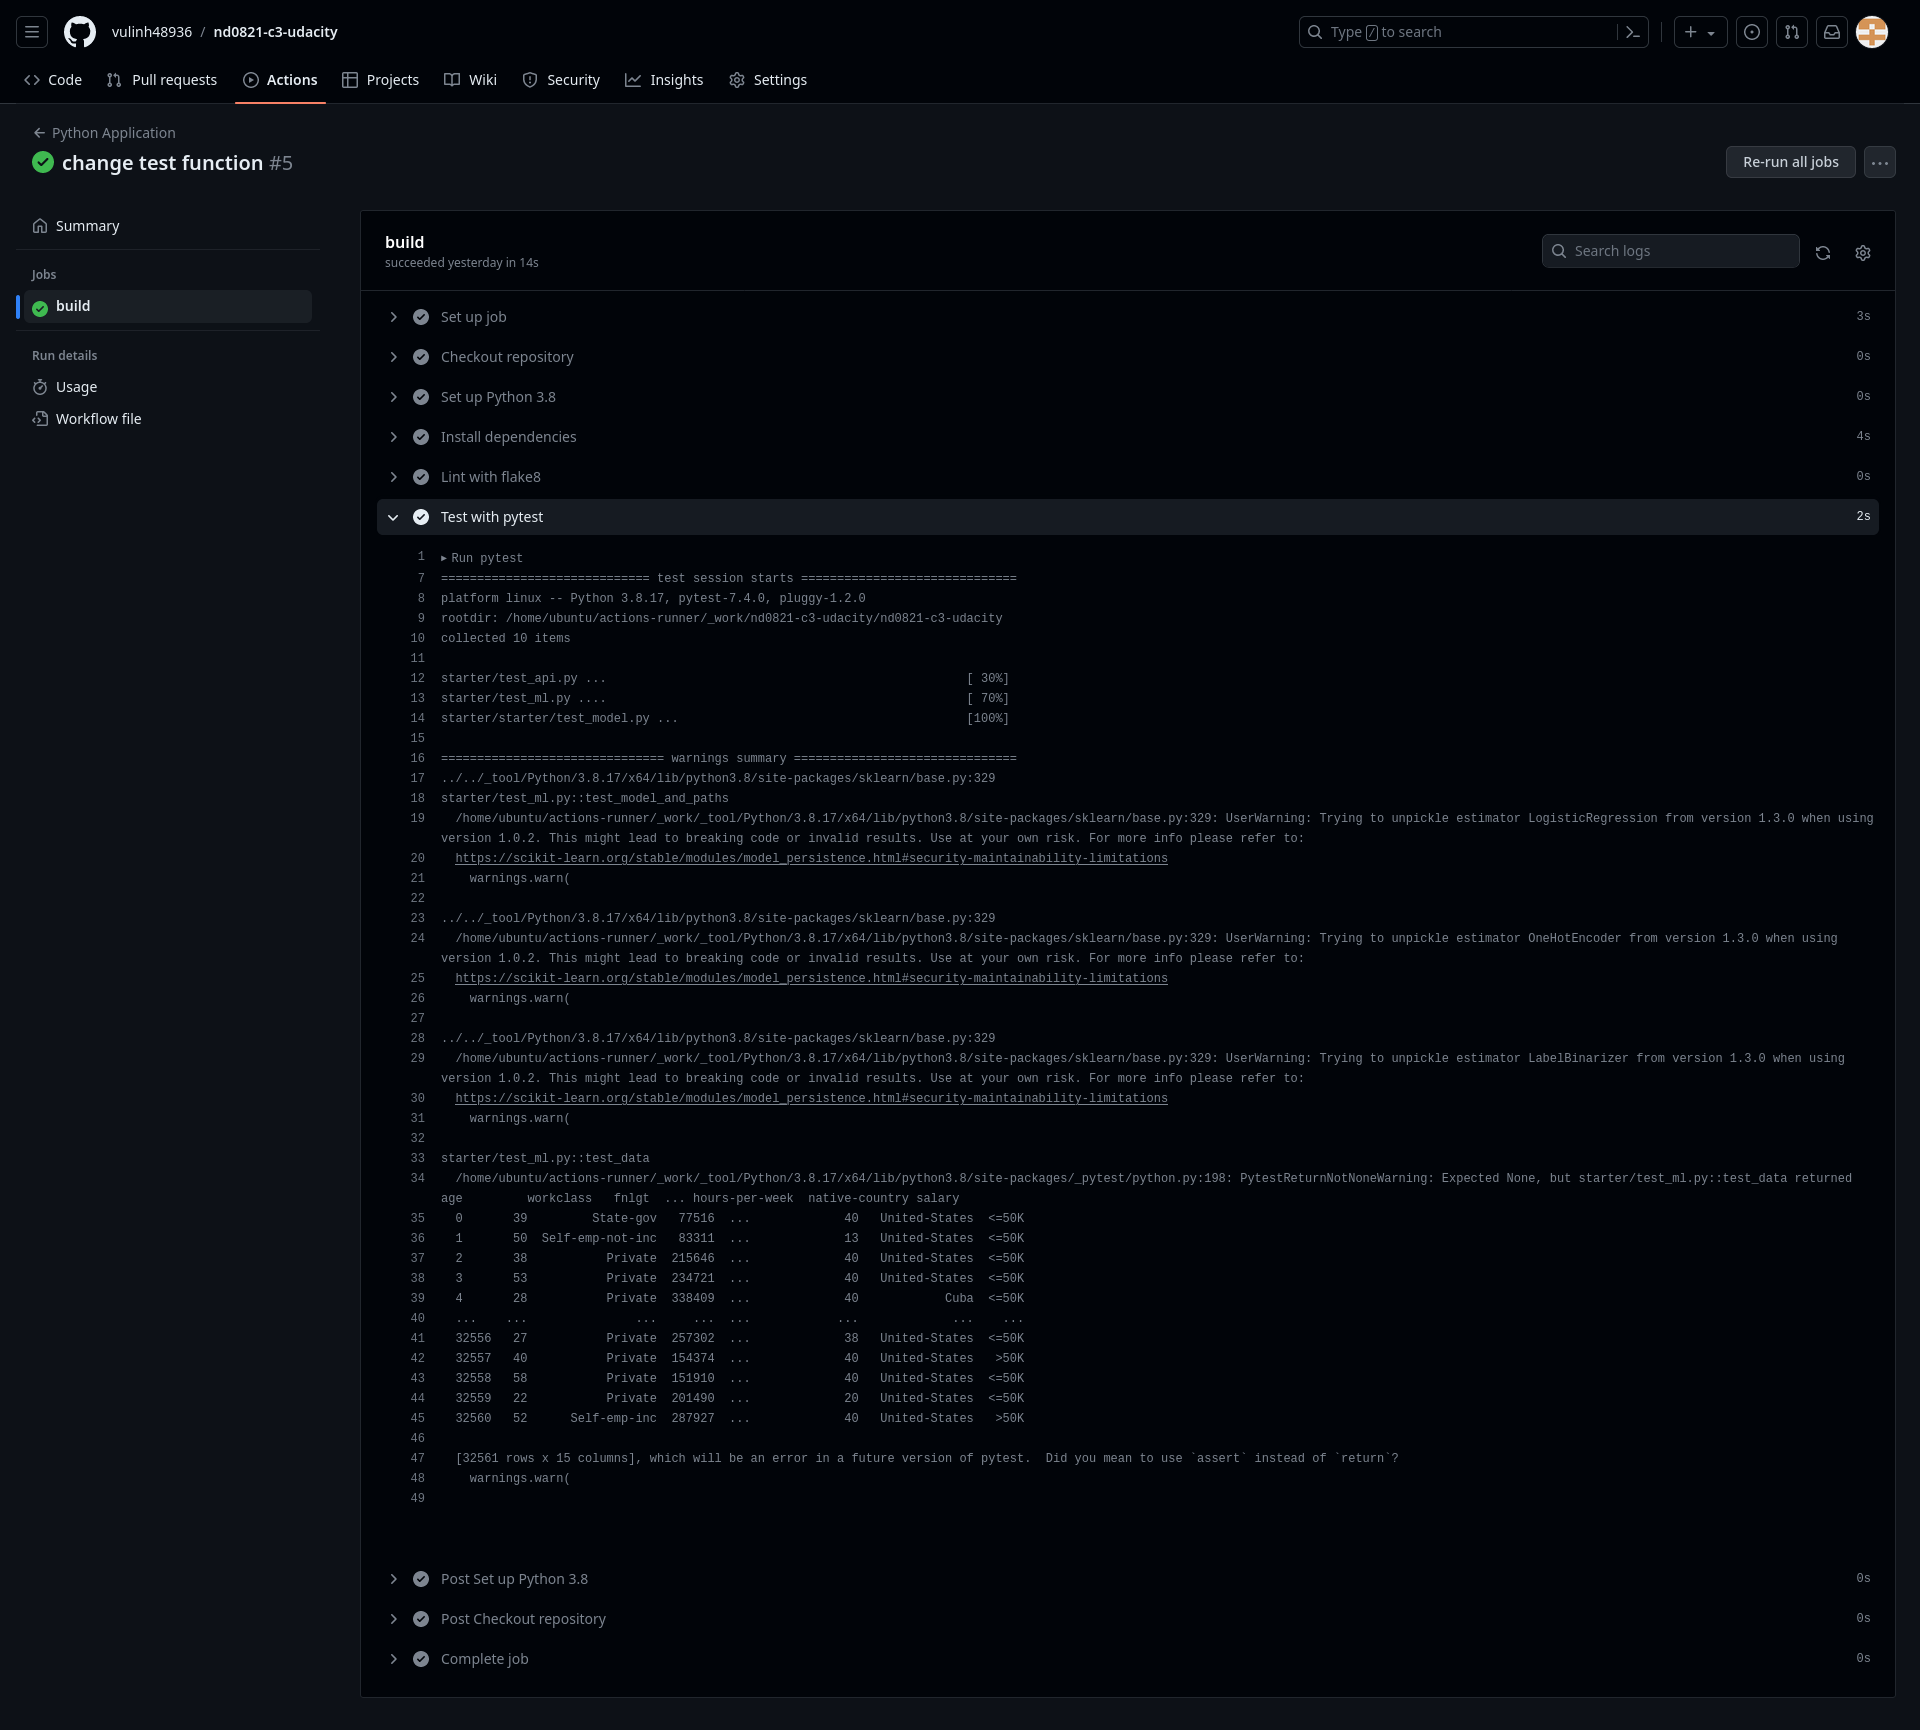 vulinh48936 / nd0821-c3-udacity
Type / to search
Code Pull requests Actions Projects Wiki Security Insights Settings
Python Application
change test function #5
Re-run all jobs
Summary
Jobs
build
Run details
Usage
Workflow file
build
succeeded yesterday in 14s
Search logs
Set up job 3s
Checkout repository 0s
Set up Python 3.8 0s
Install dependencies 4s
Lint with flake8 0s
Test with pytest 2s
1 ▸ Run pytest
7 ============================= test session starts ==============================
8 platform linux -- Python 3.8.17, pytest-7.4.0, pluggy-1.2.0
9 rootdir: /home/ubuntu/actions-runner/_work/nd0821-c3-udacity/nd0821-c3-udacity
10 collected 10 items
11
12 starter/test_api.py ... [ 30%]
13 starter/test_ml.py .... [ 70%]
14 starter/starter/test_model.py ... [100%]
15
16 =============================== warnings summary ===============================
17 ../../_tool/Python/3.8.17/x64/lib/python3.8/site-packages/sklearn/base.py:329
18 starter/test_ml.py::test_model_and_paths
19 /home/ubuntu/actions-runner/_work/_tool/Python/3.8.17/x64/lib/python3.8/site-packages/sklearn/base.py:329: UserWarning: Trying to unpickle estimator LogisticRegression from version 1.3.0 when using
version 1.0.2. This might lead to breaking code or invalid results. Use at your own risk. For more info please refer to:
20 https://scikit-learn.org/stable/modules/model_persistence.html#security-maintainability-limitations
21 warnings.warn(
22
23 ../../_tool/Python/3.8.17/x64/lib/python3.8/site-packages/sklearn/base.py:329
24 /home/ubuntu/actions-runner/_work/_tool/Python/3.8.17/x64/lib/python3.8/site-packages/sklearn/base.py:329: UserWarning: Trying to unpickle estimator OneHotEncoder from version 1.3.0 when using
version 1.0.2. This might lead to breaking code or invalid results. Use at your own risk. For more info please refer to:
25 https://scikit-learn.org/stable/modules/model_persistence.html#security-maintainability-limitations
26 warnings.warn(
27
28 ../../_tool/Python/3.8.17/x64/lib/python3.8/site-packages/sklearn/base.py:329
29 /home/ubuntu/actions-runner/_work/_tool/Python/3.8.17/x64/lib/python3.8/site-packages/sklearn/base.py:329: UserWarning: Trying to unpickle estimator LabelBinarizer from version 1.3.0 when using
version 1.0.2. This might lead to breaking code or invalid results. Use at your own risk. For more info please refer to:
30 https://scikit-learn.org/stable/modules/model_persistence.html#security-maintainability-limitations
31 warnings.warn(
32
33 starter/test_ml.py::test_data
34 /home/ubuntu/actions-runner/_work/_tool/Python/3.8.17/x64/lib/python3.8/site-packages/_pytest/python.py:198: PytestReturnNotNoneWarning: Expected None, but starter/test_ml.py::test_data returned
age workclass fnlgt ... hours-per-week native-country salary
35 0 39 State-gov 77516 ... 40 United-States <=50K
36 1 50 Self-emp-not-inc 83311 ... 13 United-States <=50K
37 2 38 Private 215646 ... 40 United-States <=50K
38 3 53 Private 234721 ... 40 United-States <=50K
39 4 28 Private 338409 ... 40 Cuba <=50K
40 ... ... ... ... ... ... ... ...
41 32556 27 Private 257302 ... 38 United-States <=50K
42 32557 40 Private 154374 ... 40 United-States >50K
43 32558 58 Private 151910 ... 40 United-States <=50K
44 32559 22 Private 201490 ... 20 United-States <=50K
45 32560 52 Self-emp-inc 287927 ... 40 United-States >50K
46
47 [32561 rows x 15 columns], which will be an error in a future version of pytest. Did you mean to use `assert` instead of `return`?
48 warnings.warn(
49
Post Set up Python 3.8 0s
Post Checkout repository 0s
Complete job 0s